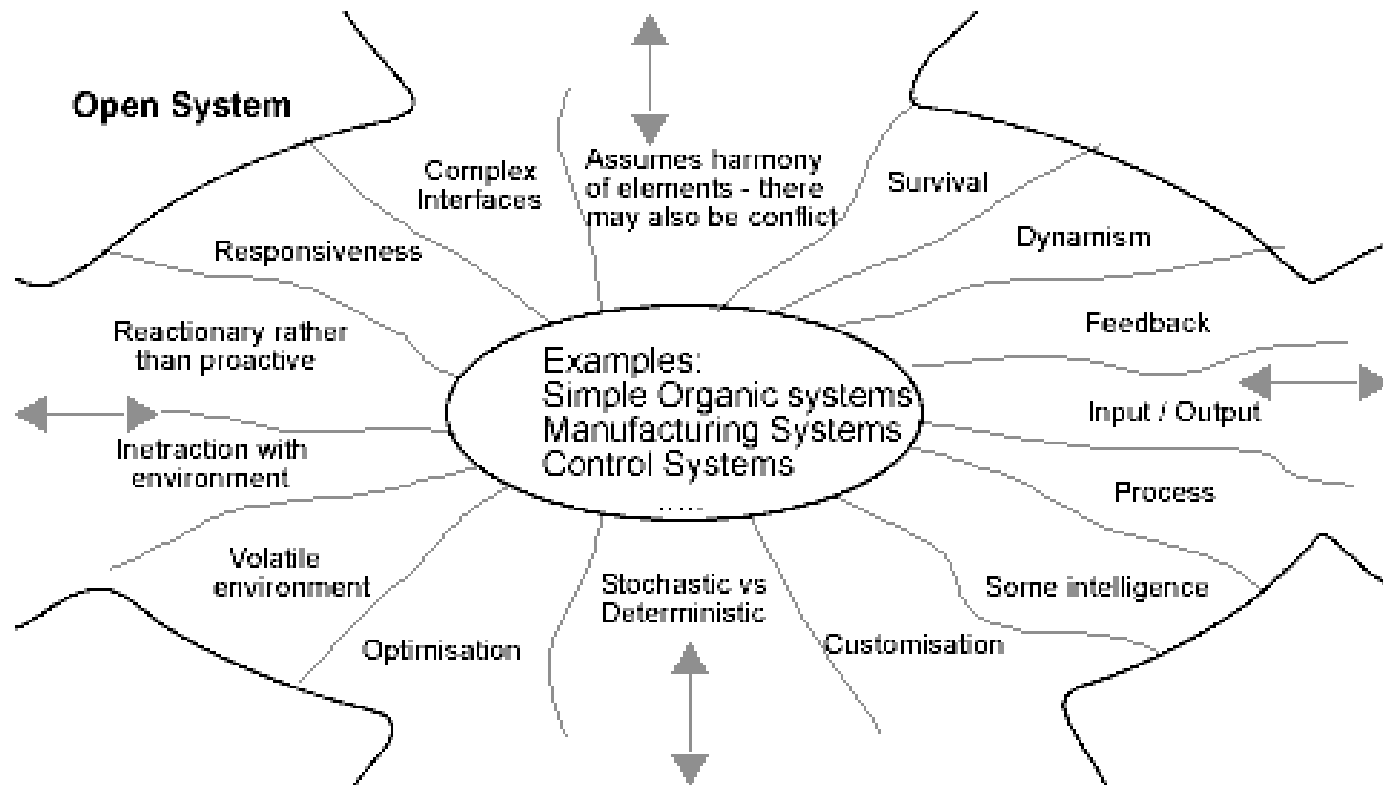 Open System
Complex
Interfaces
Assumes harmony
of elements - there
may also be conflict
Survival
Responsiveness
Dynamism
Reactionary rather
than proactive
Feedback
Examples:
Simple Organic systems
Manufacturing Systems
Control Systems
.....
Input / Output
Inetraction with
environment
Process
Volatile
environment
Stochastic vs
Deterministic
Some intelligence
Optimisation
Customisation